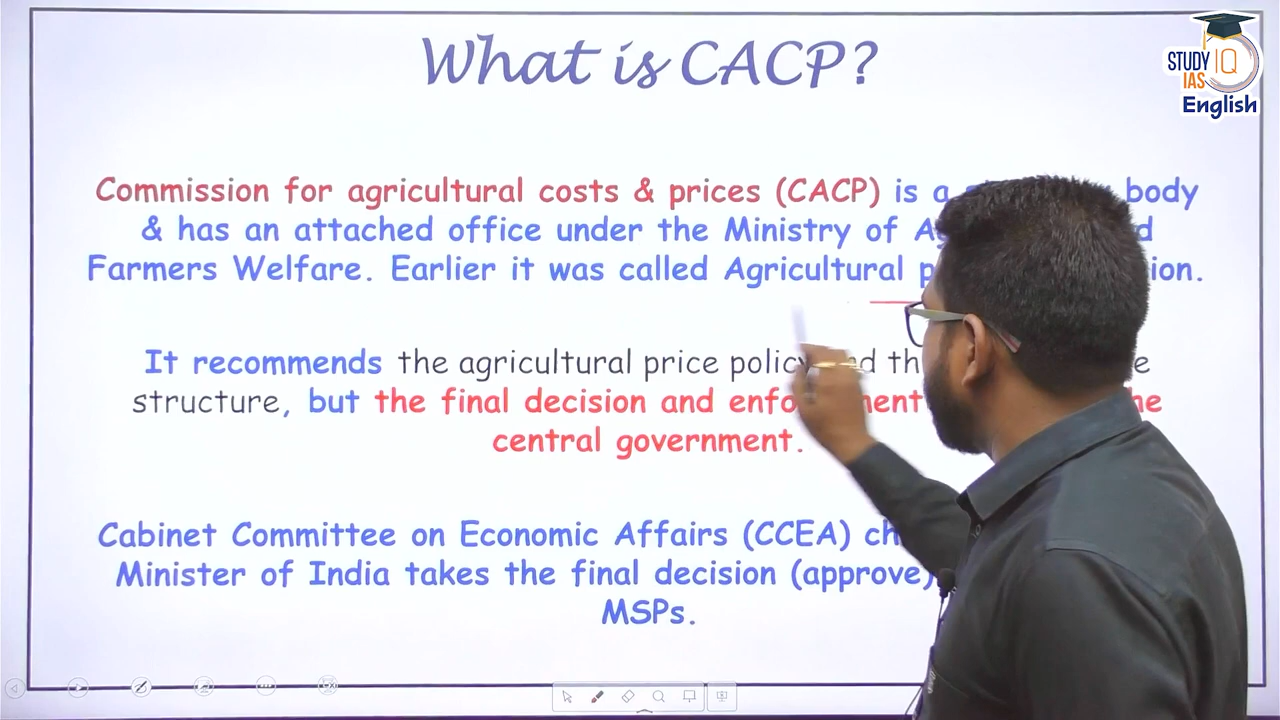 What is CACP?
STUDY IQ
IAS
English
Commission for agricultural costs & prices (CACP) is a body
& has an attached office under the Ministry of
Farmers Welfare. Earlier it was called Agricultural
It recommends the agricultural price policy
structure, but the final decision and
central government.
Cabinet Committee on Economic Affairs (CCEA)
Minister of India takes the final decision (approve)
MSPs.